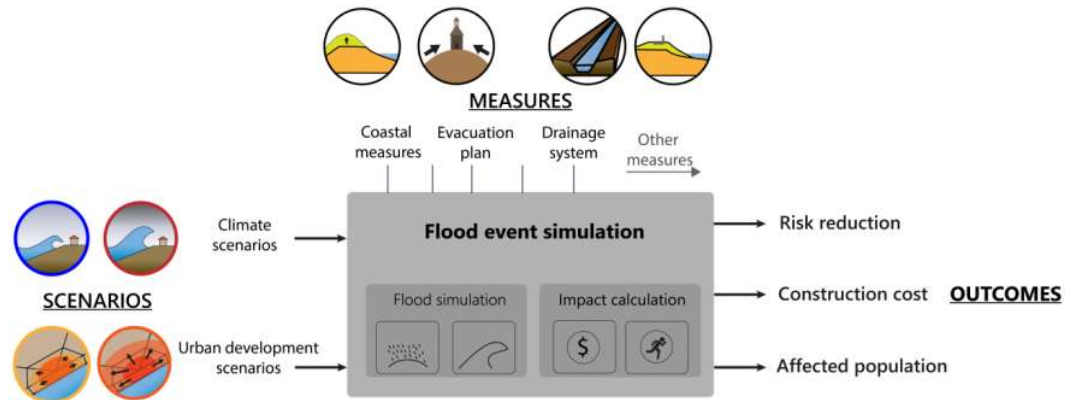 MEASURES
Coastal
measures
Evacuation
plan
Drainage
system
Other
measures
Climate
scenarios
SCENARIOS
Urban development
scenarios
Flood event simulation
Flood simulation
Impact calculation
$
Risk reduction
Construction cost
OUTCOMES
Affected population